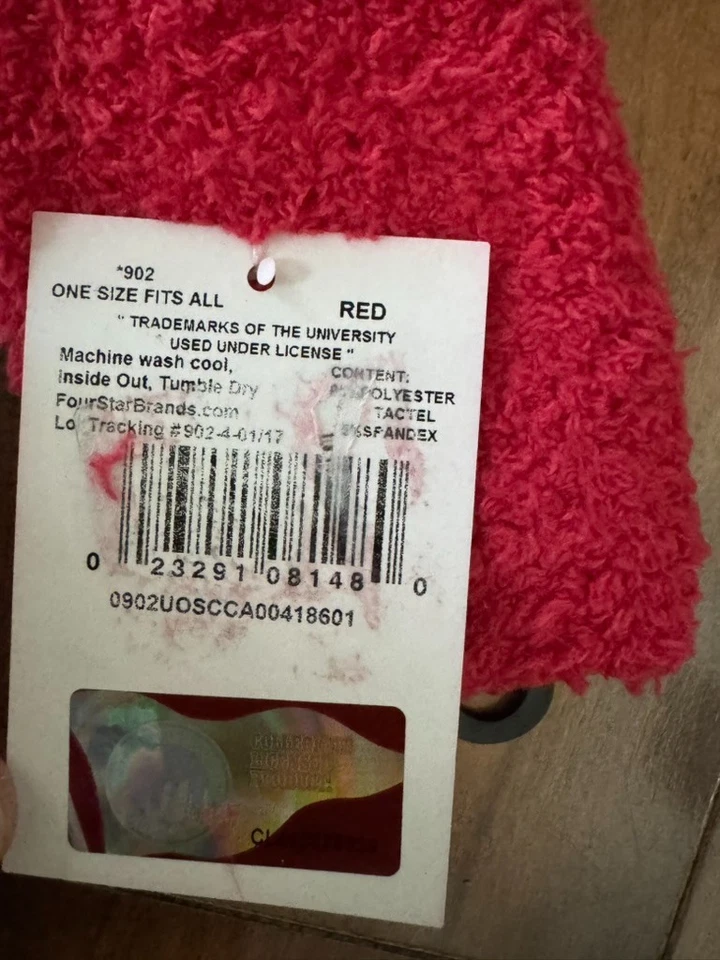 *902
ONE SIZE FITS ALL
RED
" TRADEMARKS OF THE UNIVERSITY
USED UNDER LICENSE "
Machine wash cool,
Inside Out, Tumble Dry
FourStarBrands.com
Lo Tracking #902-4-01/17
CONTENT:
POLYESTER
TACTEL
%SPANDEX
0 23291 08148 0
0902UOSCCA00418601